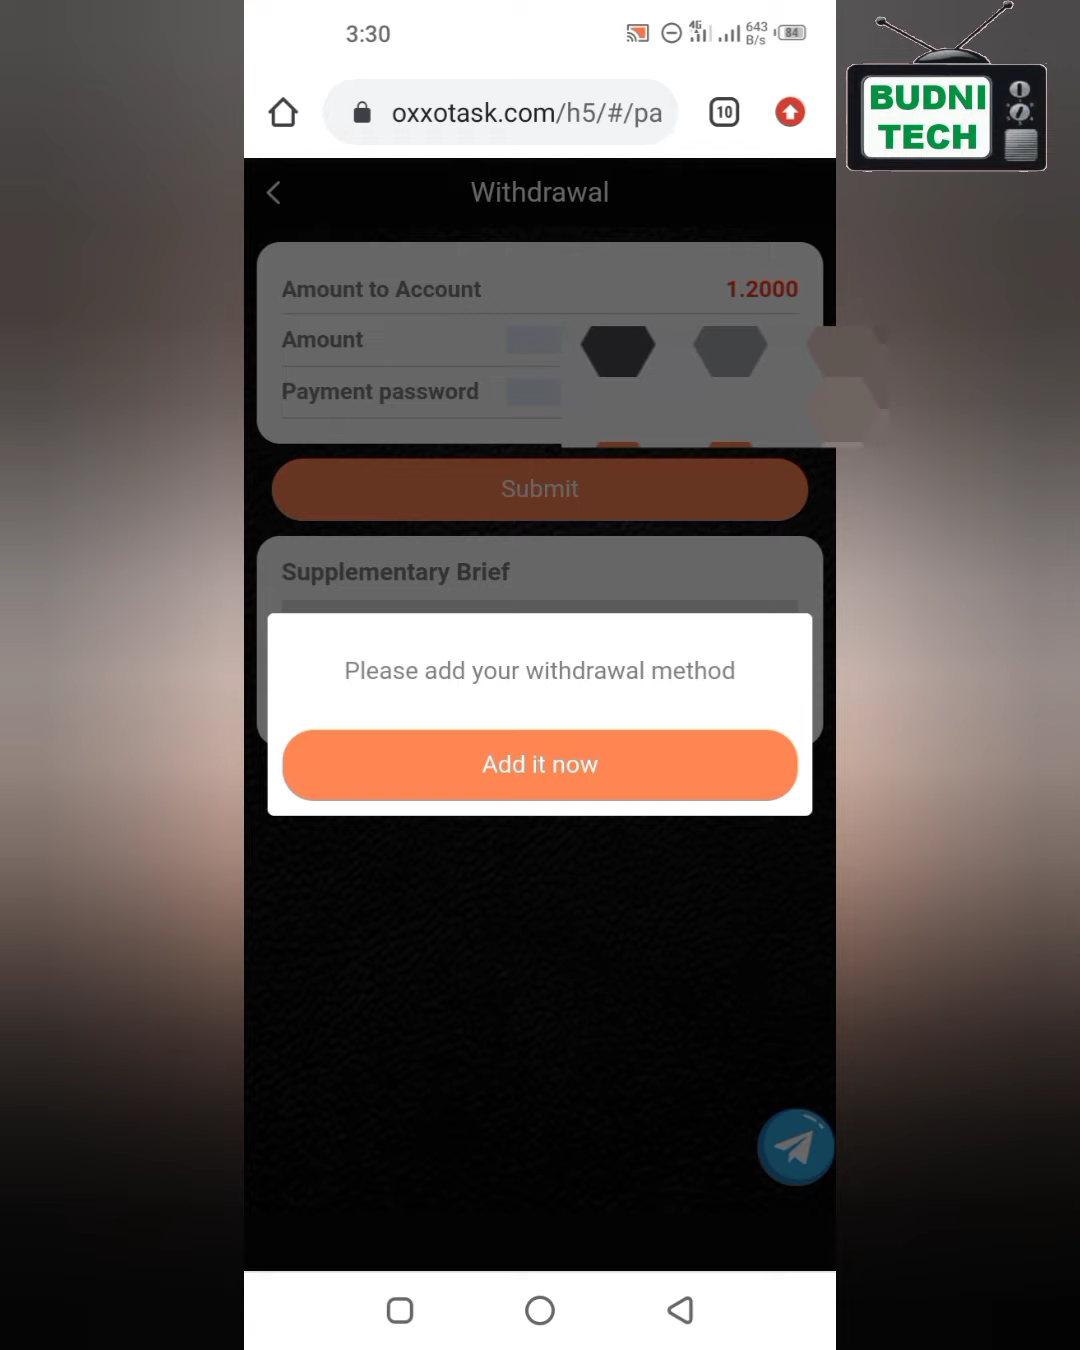 3:30
4G
643
B/s
84
oxxotask.com/h5/#/pa
10
BUDNI
TECH
Withdrawal
Amount to Account
1.2000
Amount
Payment password
Submit
Supplementary Brief
Please add your withdrawal method
Add it now